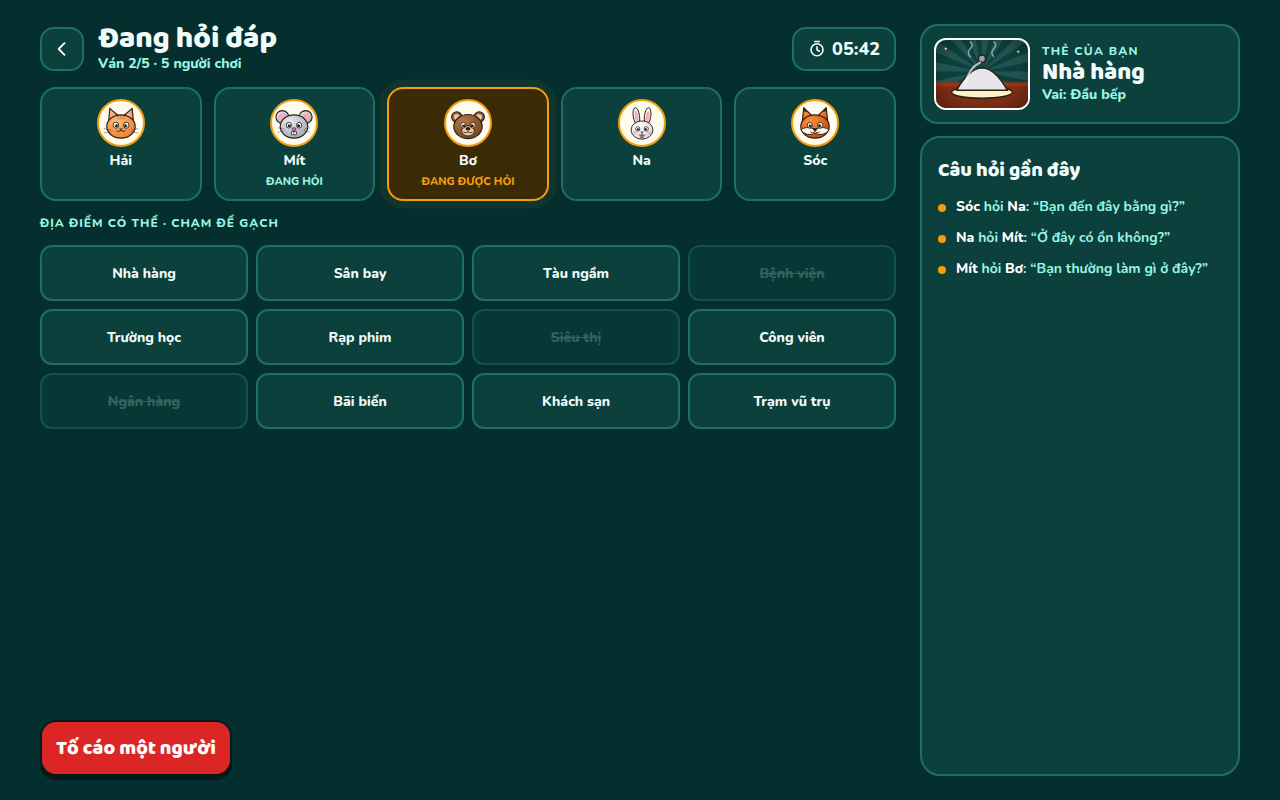 Đang hỏi đáp
Ván 2/5 · 5 người chơi
05:42
Hải
Mít
ĐANG HỎI
Bơ
ĐANG ĐƯỢC HỎI
Na
Sóc
ĐỊA ĐIỂM CÓ THỂ · CHẠM ĐỂ GẠCH
Nhà hàng
Sân bay
Tàu ngầm
Bệnh viện
Trường học
Rạp phim
Siêu thị
Công viên
Ngân hàng
Bãi biển
Khách sạn
Trạm vũ trụ
Tố cáo một người
THẺ CỦA BẠN
Nhà hàng
Vai: Đầu bếp
Câu hỏi gần đây
Sóc hỏi Na: “Bạn đến đây bằng gì?”
Na hỏi Mít: “Ở đây có ồn không?”
Mít hỏi Bơ: “Bạn thường làm gì ở đây?”